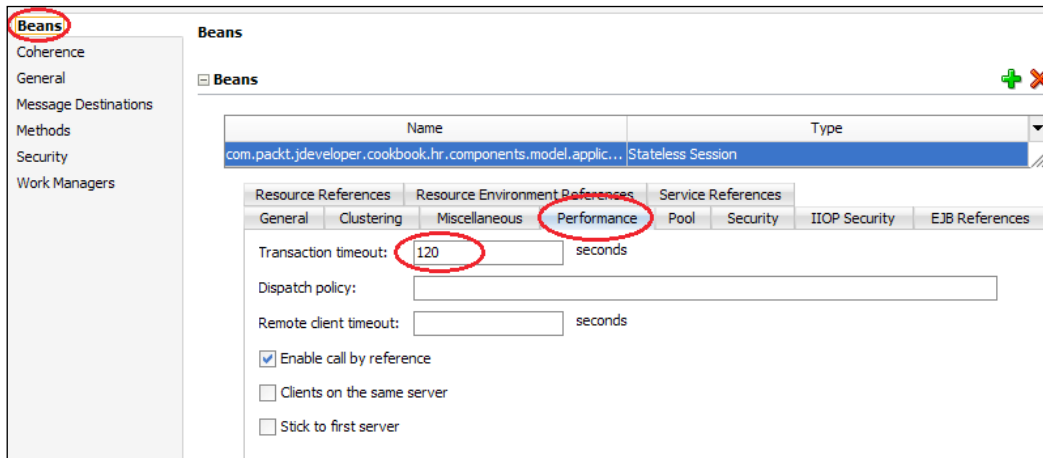 Beans
Coherence
General
Message Destinations
Methods
Security
Work Managers
Beans
Beans
Name Type
com.packt.jdeveloper.cookbook.hr.components.model.applic... Stateless Session
Resource References Resource Environment References Service References
General Clustering Miscellaneous Performance Pool Security IIOP Security EJB References
Transaction timeout: 120 seconds
Dispatch policy:
Remote client timeout: seconds
Enable call by reference
Clients on the same server
Stick to first server